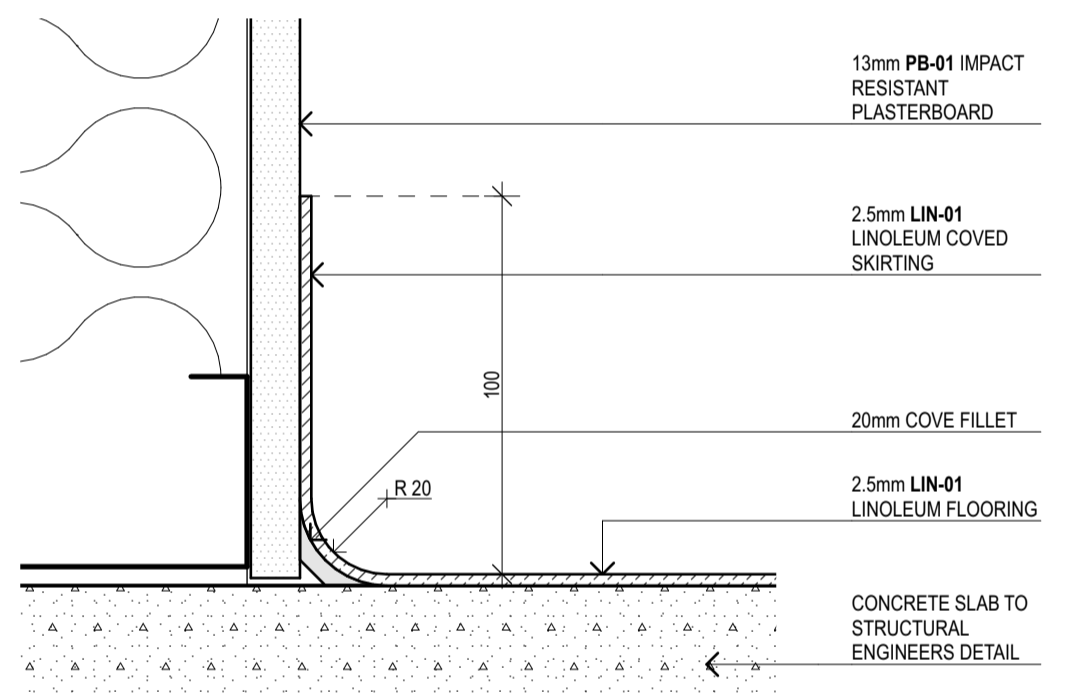 13mm PB-01 IMPACT
RESISTANT
PLASTERBOARD
2.5mm LIN-01
LINOLEUM COVED
SKIRTING
100
20mm COVE FILLET
R 20
2.5mm LIN-01
LINOLEUM FLOORING
CONCRETE SLAB TO
STRUCTURAL
ENGINEERS DETAIL